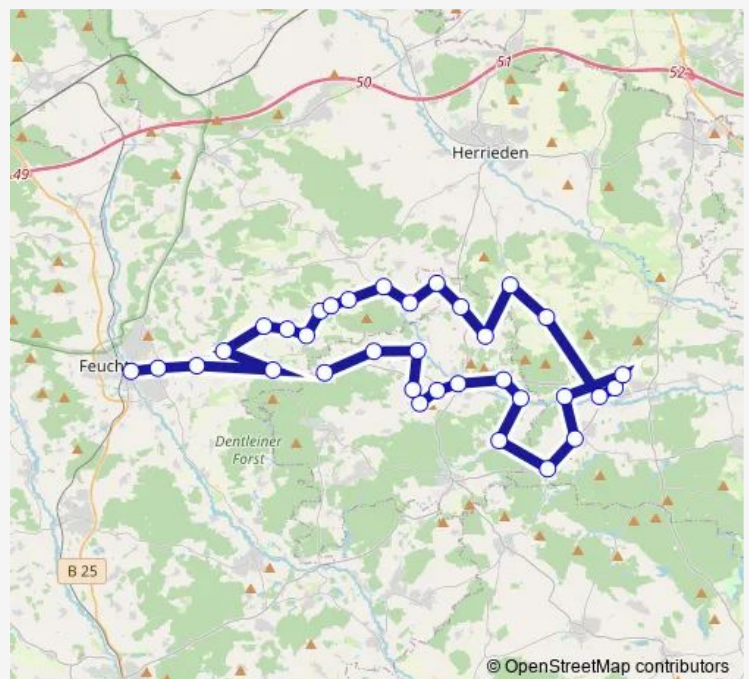 51
50
52
Herrieden
49
Feuch
Dentleiner
Forst
B 25
© OpenStreetMap contributors